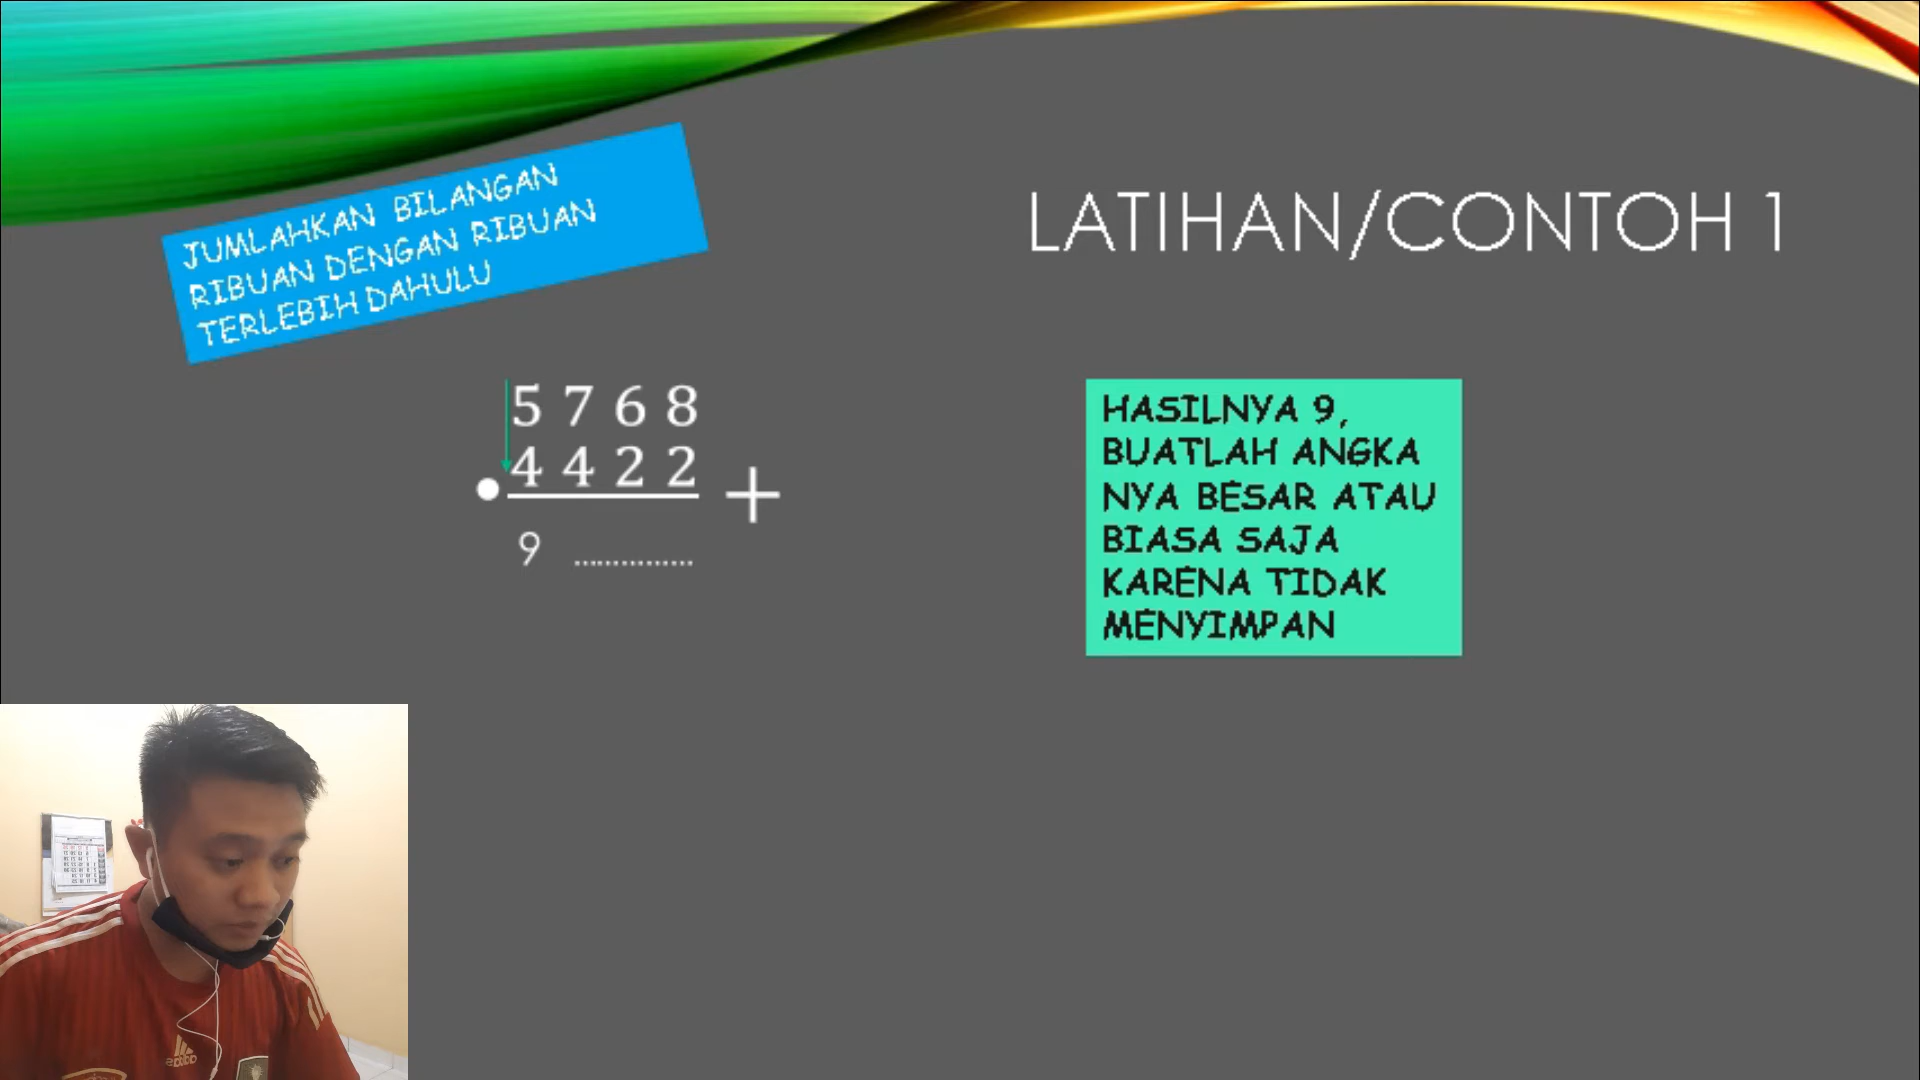 JUMLAHKAN BILANGAN
RIBUAN DENGAN RIBUAN
TERLEBIH DAHULU
LATIHAN/CONTOH 1
5 7 6 8
4 4 2 2
+
9 ...............
HASILNYA 9,
BUATLAH ANGKA
NYA BESAR ATAU
BIASA SAJA
KARENA TIDAK
MENYIMPAN
adidas